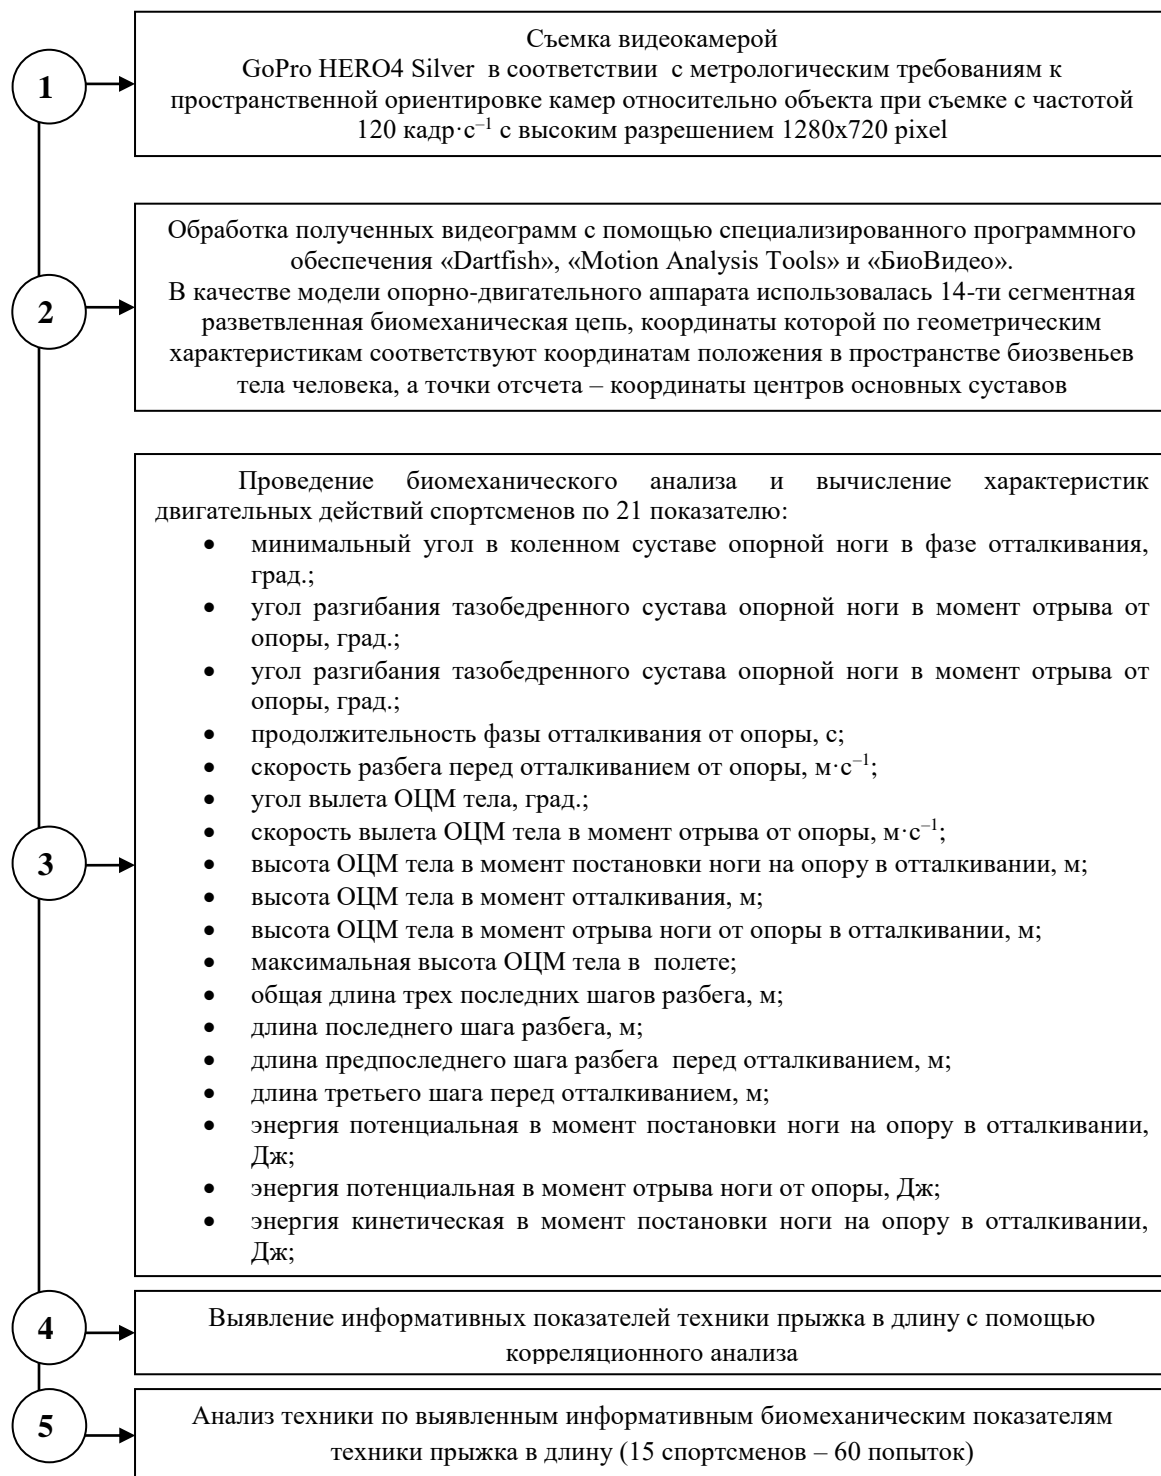 1
Съемка видеокамерой
GoPro HERO4 Silver в соответствии с метрологическим требованиям к
пространственной ориентировке камер относительно объекта при съемке с частотой
120 кадр·с⁻¹ с высоким разрешением 1280x720 pixel
2
Обработка полученных видеограмм с помощью специализированного программного
обеспечения «Dartfish», «Motion Analysis Tools» и «БиоВидео».
В качестве модели опорно-двигательного аппарата использовалась 14-ти сегментная
разветвленная биомеханическая цепь, координаты которой по геометрическим
характеристикам соответствуют координатам положения в пространстве биозвеньев
тела человека, а точки отсчета – координаты центров основных суставов
3
Проведение биомеханического анализа и вычисление характеристик
двигательных действий спортсменов по 21 показателю:
• минимальный угол в коленном суставе опорной ноги в фазе отталкивания,
град.;
• угол разгибания тазобедренного сустава опорной ноги в момент отрыва от
опоры, град.;
• угол разгибания тазобедренного сустава опорной ноги в момент отрыва от
опоры, град.;
• продолжительность фазы отталкивания от опоры, с;
• скорость разбега перед отталкиванием от опоры, м·с⁻¹;
• угол вылета ОЦМ тела, град.;
• скорость вылета ОЦМ тела в момент отрыва от опоры, м·с⁻¹;
• высота ОЦМ тела в момент постановки ноги на опору в отталкивании, м;
• высота ОЦМ тела в момент отталкивания, м;
• высота ОЦМ тела в момент отрыва ноги от опоры в отталкивании, м;
• максимальная высота ОЦМ тела в полете;
• общая длина трех последних шагов разбега, м;
• длина последнего шага разбега, м;
• длина предпоследнего шага разбега перед отталкиванием, м;
• длина третьего шага перед отталкиванием, м;
• энергия потенциальная в момент постановки ноги на опору в отталкивании,
Дж;
• энергия потенциальная в момент отрыва ноги от опоры, Дж;
• энергия кинетическая в момент постановки ноги на опору в отталкивании,
Дж;
4
Выявление информативных показателей техники прыжка в длину с помощью
корреляционного анализа
5
Анализ техники по выявленным информативным биомеханическим показателям
техники прыжка в длину (15 спортсменов – 60 попыток)